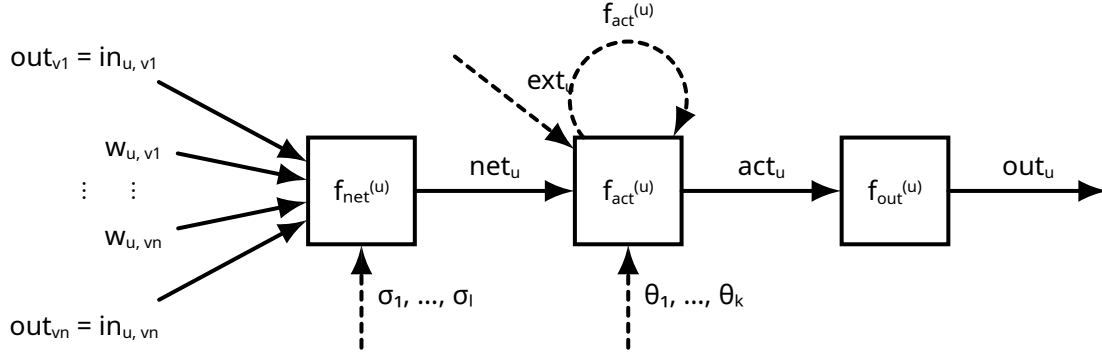 f_act^(u)
out_v1 = in_u, v1
ext_u
w_u, v1
net_u
act_u
out_u
⋮ ⋮
f_net^(u)
f_act^(u)
f_out^(u)
w_u, vn
σ_1, ..., σ_l
θ_1, ..., θ_k
out_vn = in_u, vn